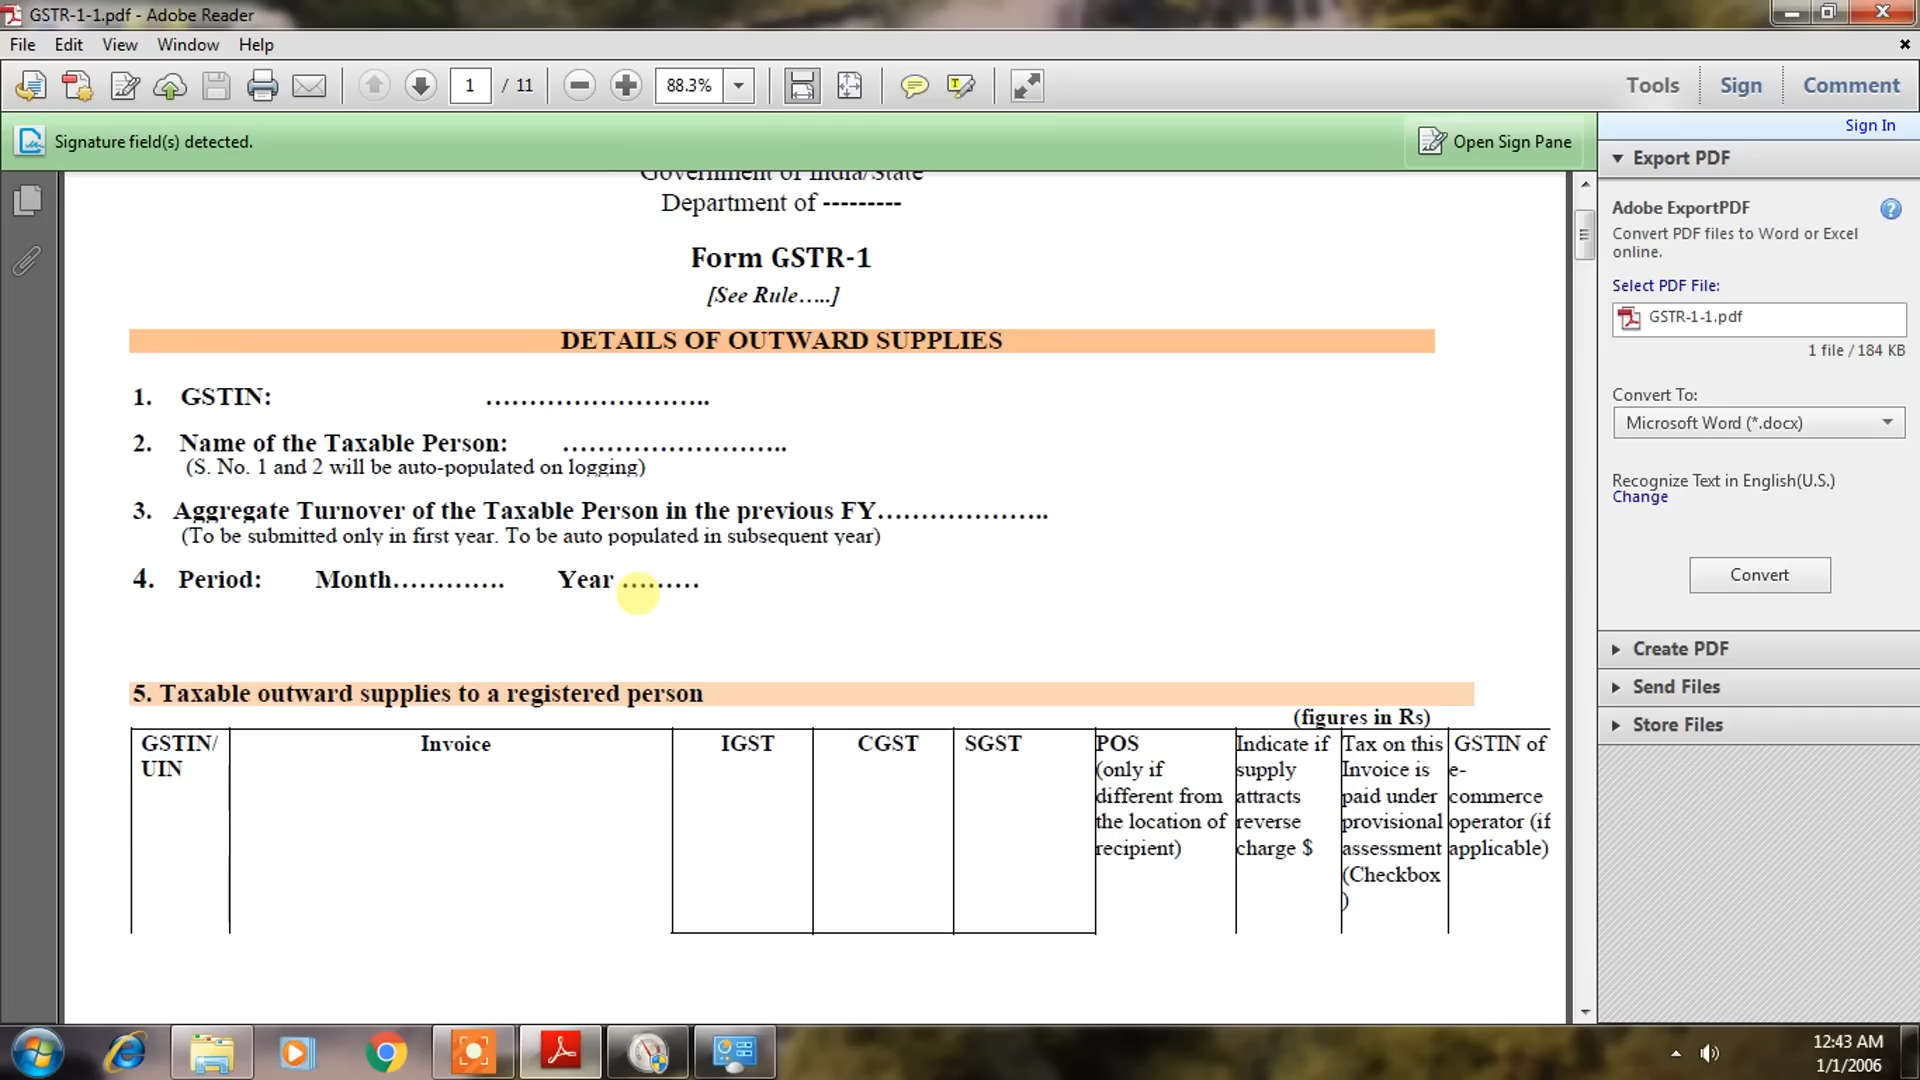 GSTR-1-1.pdf - Adobe Reader
File Edit View Window Help
1 / 11 88.3% Tools Sign Comment
Signature field(s) detected. Open Sign Pane
Sign In
Export PDF
Adobe ExportPDF
Convert PDF files to Word or Excel
online.
Select PDF File:
GSTR-1-1.pdf
1 file / 184 KB
Convert To:
Microsoft Word (*.docx)
Recognize Text in English(U.S.)
Change
Convert
Create PDF
Send Files
Store Files
Government of India/State
Department of ---------
Form GSTR-1
[See Rule…..]
DETAILS OF OUTWARD SUPPLIES
1. GSTIN: ……………………..
2. Name of the Taxable Person: ……………………..
(S. No. 1 and 2 will be auto-populated on logging)
3. Aggregate Turnover of the Taxable Person in the previous FY………………..
(To be submitted only in first year. To be auto populated in subsequent year)
4. Period: Month…………. Year ………
5. Taxable outward supplies to a registered person
(figures in Rs)
GSTIN/
UIN
Invoice
IGST
CGST
SGST
POS
(only if
different from
the location of
recipient)
Indicate if
supply
attracts
reverse
charge $
Tax on this
Invoice is
paid under
provisional
assessment
(Checkbox
)
GSTIN of
e-
commerce
operator (if
applicable)
12:43 AM
1/1/2006